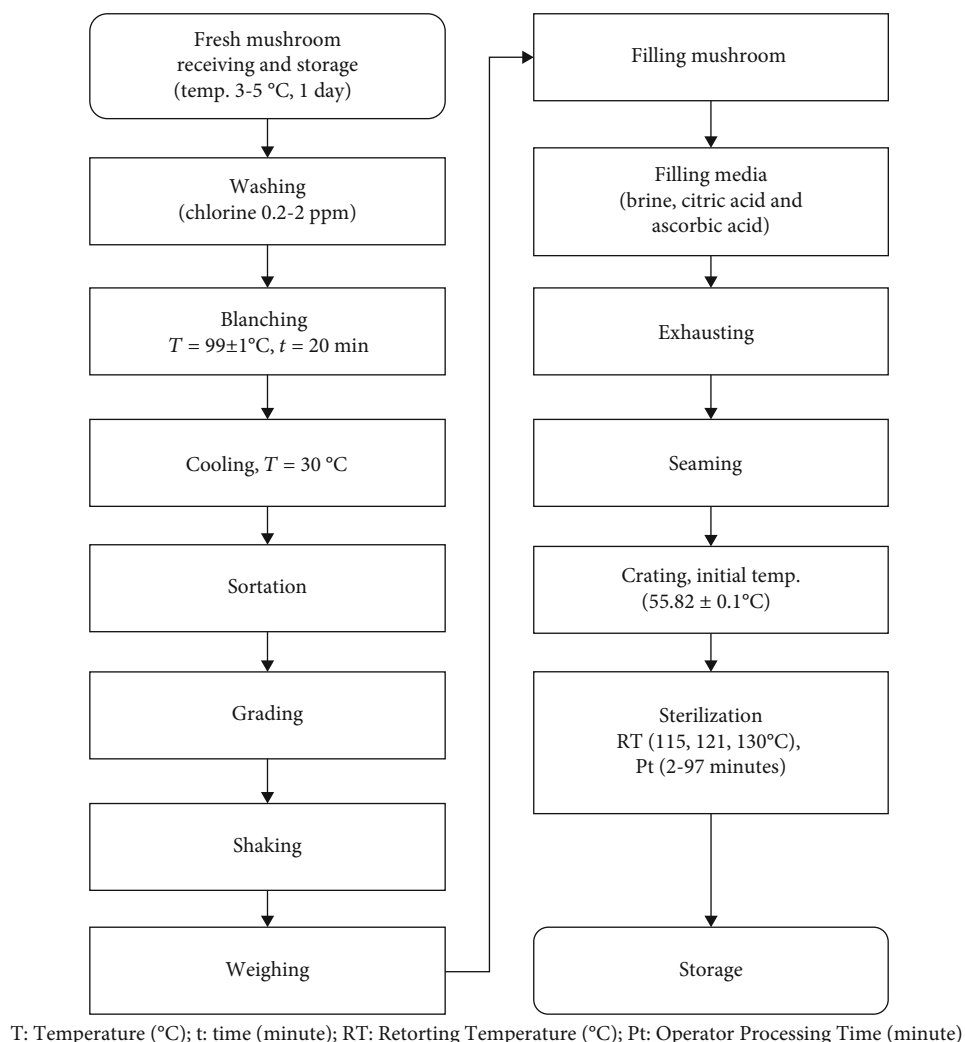 Fresh mushroom
receiving and storage
(temp. 3-5 °C, 1 day)
Washing
(chlorine 0.2-2 ppm)
Blanching
T = 99±1°C, t = 20 min
Cooling, T = 30 °C
Sortation
Grading
Shaking
Weighing
Filling mushroom
Filling media
(brine, citric acid and
ascorbic acid)
Exhausting
Seaming
Crating, initial temp.
(55.82 ± 0.1°C)
Sterilization
RT (115, 121, 130°C),
Pt (2-97 minutes)
Storage
T: Temperature (°C); t: time (minute); RT: Retorting Temperature (°C); Pt: Operator Processing Time (minute)